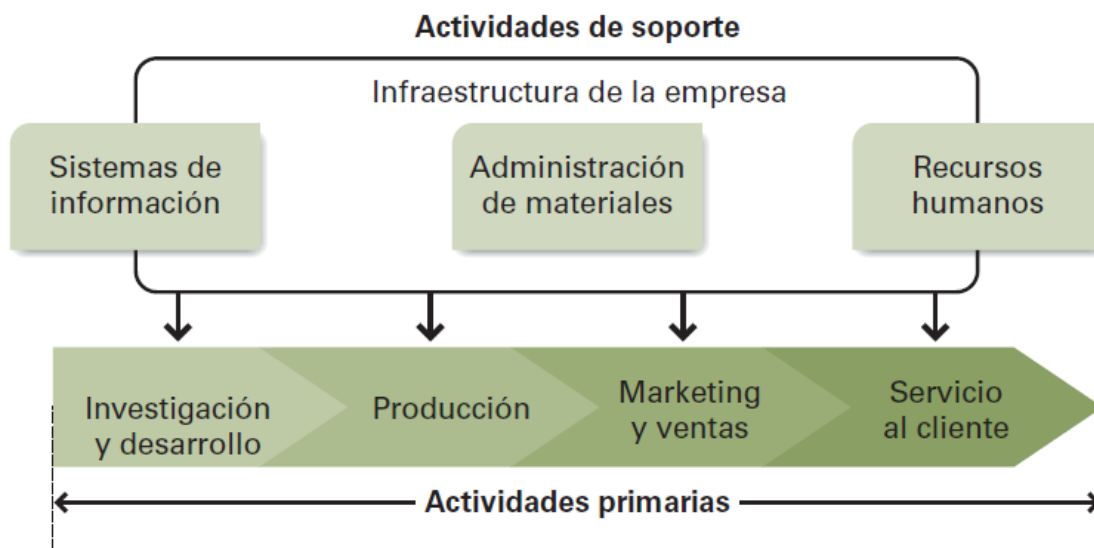 Actividades de soporte
Infraestructura de la empresa
Sistemas de
información
Administración
de materiales
Recursos
humanos
Investigación
y desarrollo
Producción
Marketing
y ventas
Servicio
al cliente
Actividades primarias